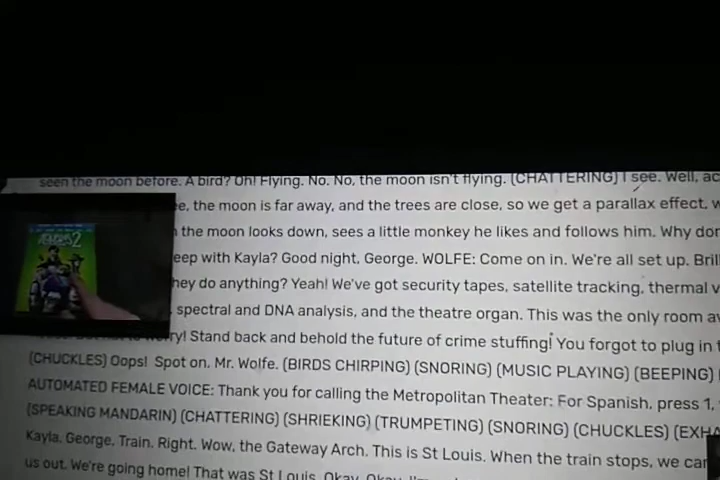 seen the moon before. A bird? Oh! Flying. No. No, the moon isn't flying. (CHATTERING) I see. Well, ac
e, the moon is far away, and the trees are close, so we get a parallax effect, w
the moon looks down, sees a little monkey he likes and follows him. Why don
eep with Kayla? Good night, George. WOLFE: Come on in. We're all set up. Bril
hey do anything? Yeah! We've got security tapes, satellite tracking, thermal v
spectral and DNA analysis, and the theatre organ. This was the only room av
rry! Stand back and behold the future of crime stuffing! You forgot to plug in t
(CHUCKLES) Oops! Spot on, Mr. Wolfe. (BIRDS CHIRPING) (SNORING) (MUSIC PLAYING) (BEEPING)
AUTOMATED FEMALE VOICE: Thank you for calling the Metropolitan Theater: For Spanish, press 1,
(SPEAKING MANDARIN) (CHATTERING) (SHRIEKING) (TRUMPETING) (SNORING) (CHUCKLES) (EXHA
Kayla. George. Train. Right. Wow, the Gateway Arch. This is St Louis. When the train stops, we can
us out. We're going home! That was St Louis. Okay. Okay.